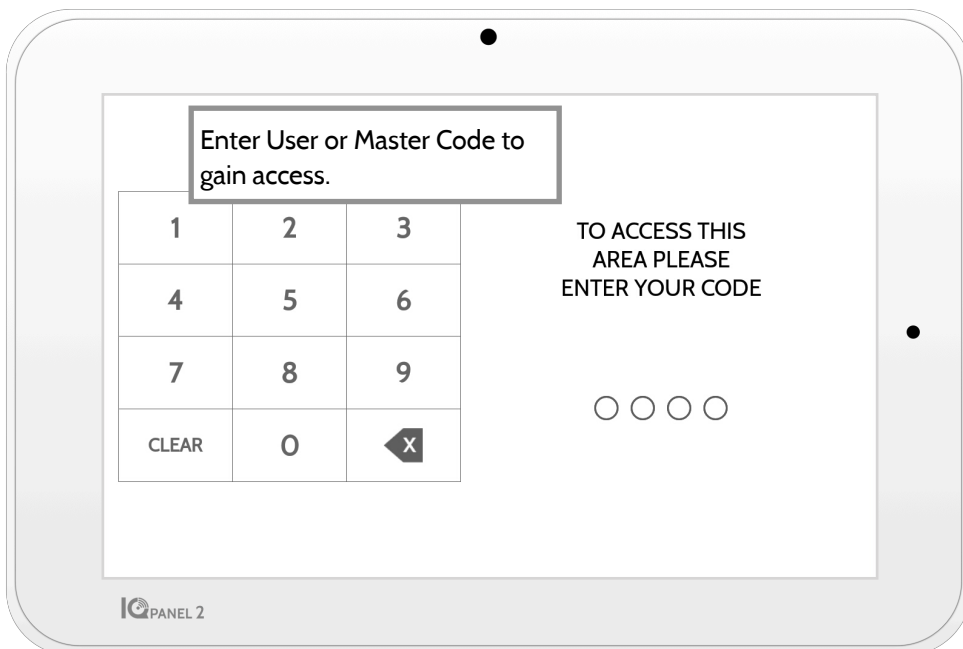 Enter User or Master Code to
gain access.
1 2 3
4 5 6
7 8 9
CLEAR 0 X
TO ACCESS THIS
AREA PLEASE
ENTER YOUR CODE
IQ PANEL 2